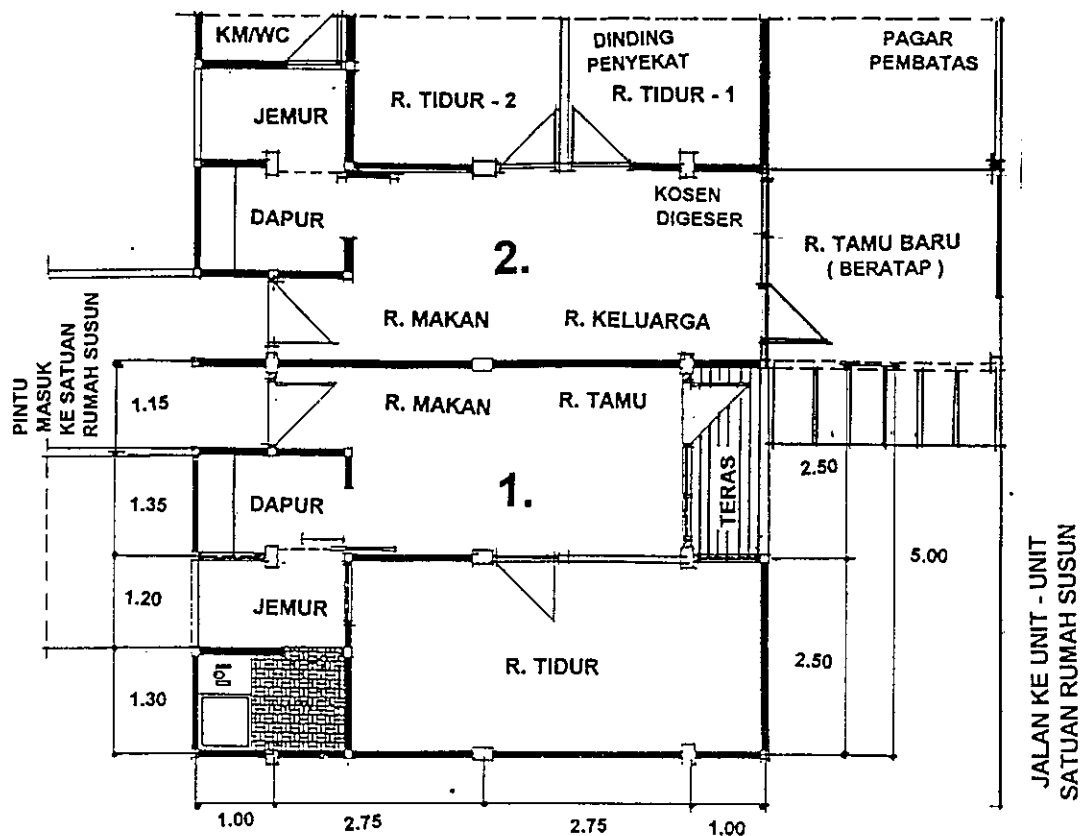 KM/WC
DINDING
PENYEKAT
PAGAR
PEMBATAS
R. TIDUR - 2
R. TIDUR - 1
JEMUR
DAPUR
KOSEN
DIGESER
2.
R. TAMU BARU
( BERATAP )
R. MAKAN
R. KELUARGA
PINTU
MASUK
KE SATUAN
RUMAH SUSUN
1.15
R. MAKAN
R. TAMU
2.50
1.35
DAPUR
1.
TERAS
5.00
1.20
JEMUR
R. TIDUR
2.50
1.30
JALAN KE UNIT - UNIT
SATUAN RUMAH SUSUN
1.00
2.75
2.75
1.00